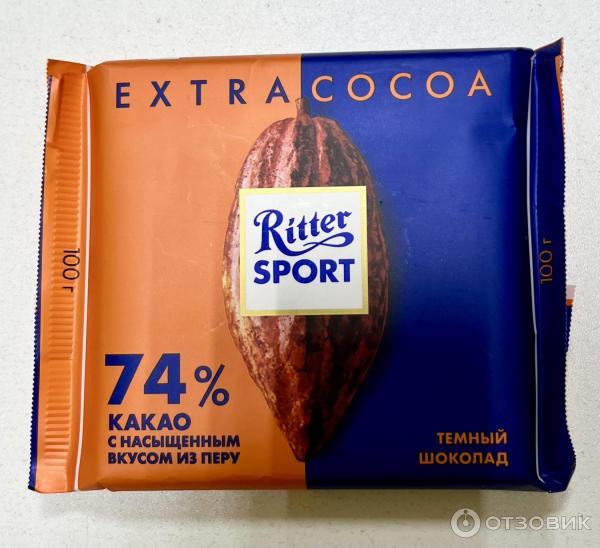 EXTRA COCOA
Ritter
SPORT
100 г
100 г
74%
КАКАО
С НАСЫЩЕННЫМ
ВКУСОМ ИЗ ПЕРУ
ТЕМНЫЙ
ШОКОЛАД
ОТЗОВИК